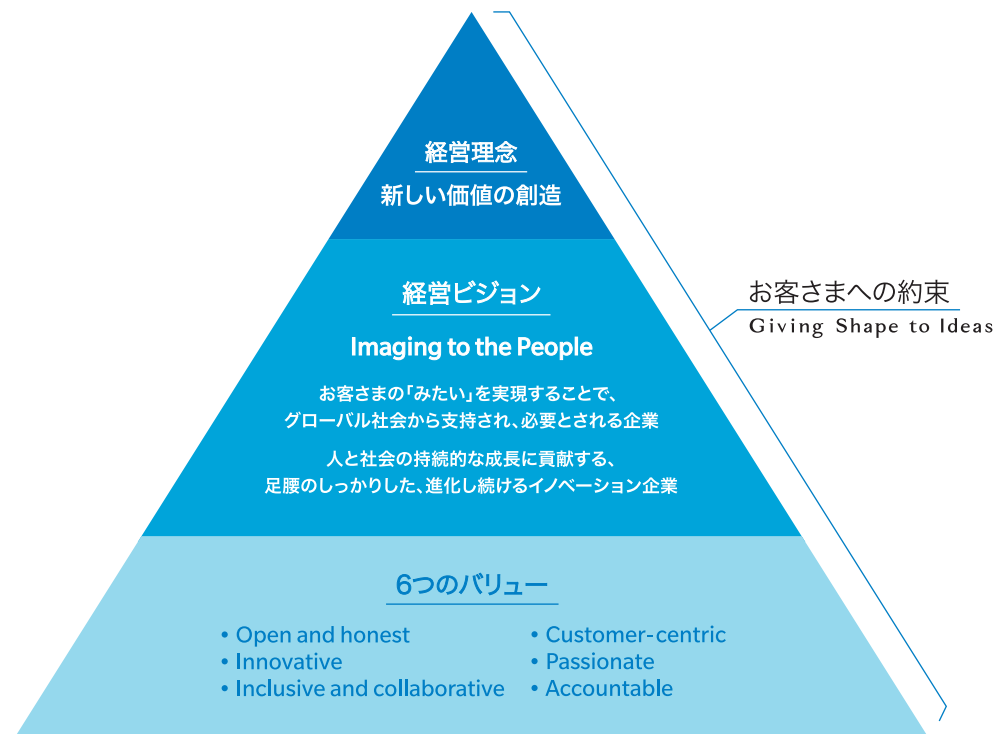 経営理念
新しい価値の創造
経営ビジョン
Imaging to the People
お客さまの「みたい」を実現することで、
グローバル社会から支持され、必要とされる企業
人と社会の持続的な成長に貢献する、
足腰のしっかりした、進化し続けるイノベーション企業
お客さまへの約束
Giving Shape to Ideas
6つのバリュー
• Open and honest
• Innovative
• Inclusive and collaborative
• Customer-centric
• Passionate
• Accountable